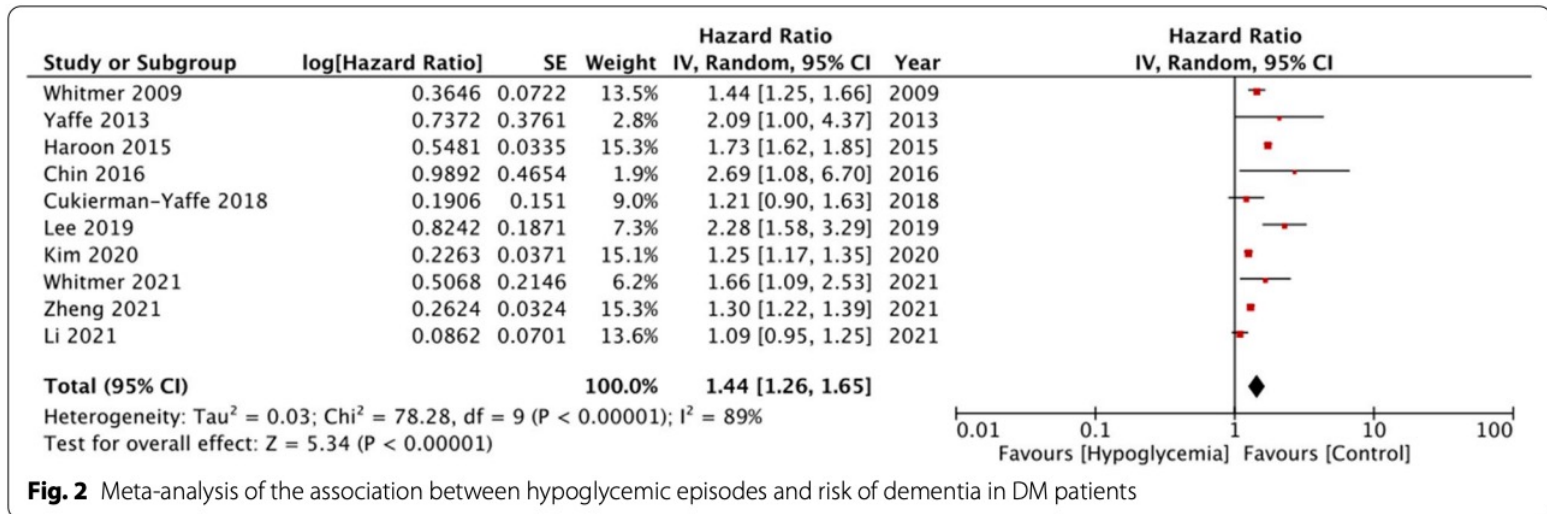 Hazard Ratio Hazard Ratio
Study or Subgroup log[Hazard Ratio] SE Weight IV, Random, 95% CI Year IV, Random, 95% CI
Whitmer 2009 0.3646 0.0722 13.5% 1.44 [1.25, 1.66] 2009
Yaffe 2013 0.7372 0.3761 2.8% 2.09 [1.00, 4.37] 2013
Haroon 2015 0.5481 0.0335 15.3% 1.73 [1.62, 1.85] 2015
Chin 2016 0.9892 0.4654 1.9% 2.69 [1.08, 6.70] 2016
Cukierman-Yaffe 2018 0.1906 0.151 9.0% 1.21 [0.90, 1.63] 2018
Lee 2019 0.8242 0.1871 7.3% 2.28 [1.58, 3.29] 2019
Kim 2020 0.2263 0.0371 15.1% 1.25 [1.17, 1.35] 2020
Whitmer 2021 0.5068 0.2146 6.2% 1.66 [1.09, 2.53] 2021
Zheng 2021 0.2624 0.0324 15.3% 1.30 [1.22, 1.39] 2021
Li 2021 0.0862 0.0701 13.6% 1.09 [0.95, 1.25] 2021
Total (95% CI) 100.0% 1.44 [1.26, 1.65]
Heterogeneity: Tau² = 0.03; Chi² = 78.28, df = 9 (P < 0.00001); I² = 89%
Test for overall effect: Z = 5.34 (P < 0.00001)
0.01 0.1 1 10 100
Favours [Hypoglycemia] Favours [Control]
Fig. 2 Meta-analysis of the association between hypoglycemic episodes and risk of dementia in DM patients